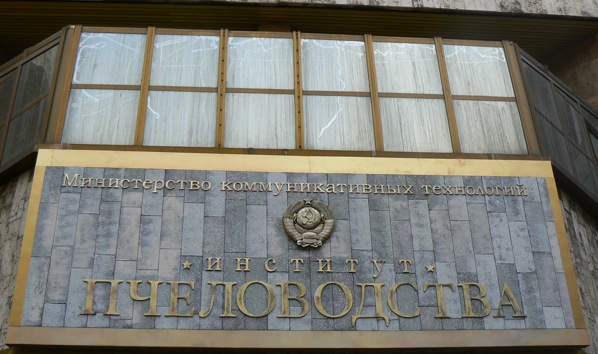 Министерство коммуникативных технологий
институт
ПЧЕЛОВОДСТВА